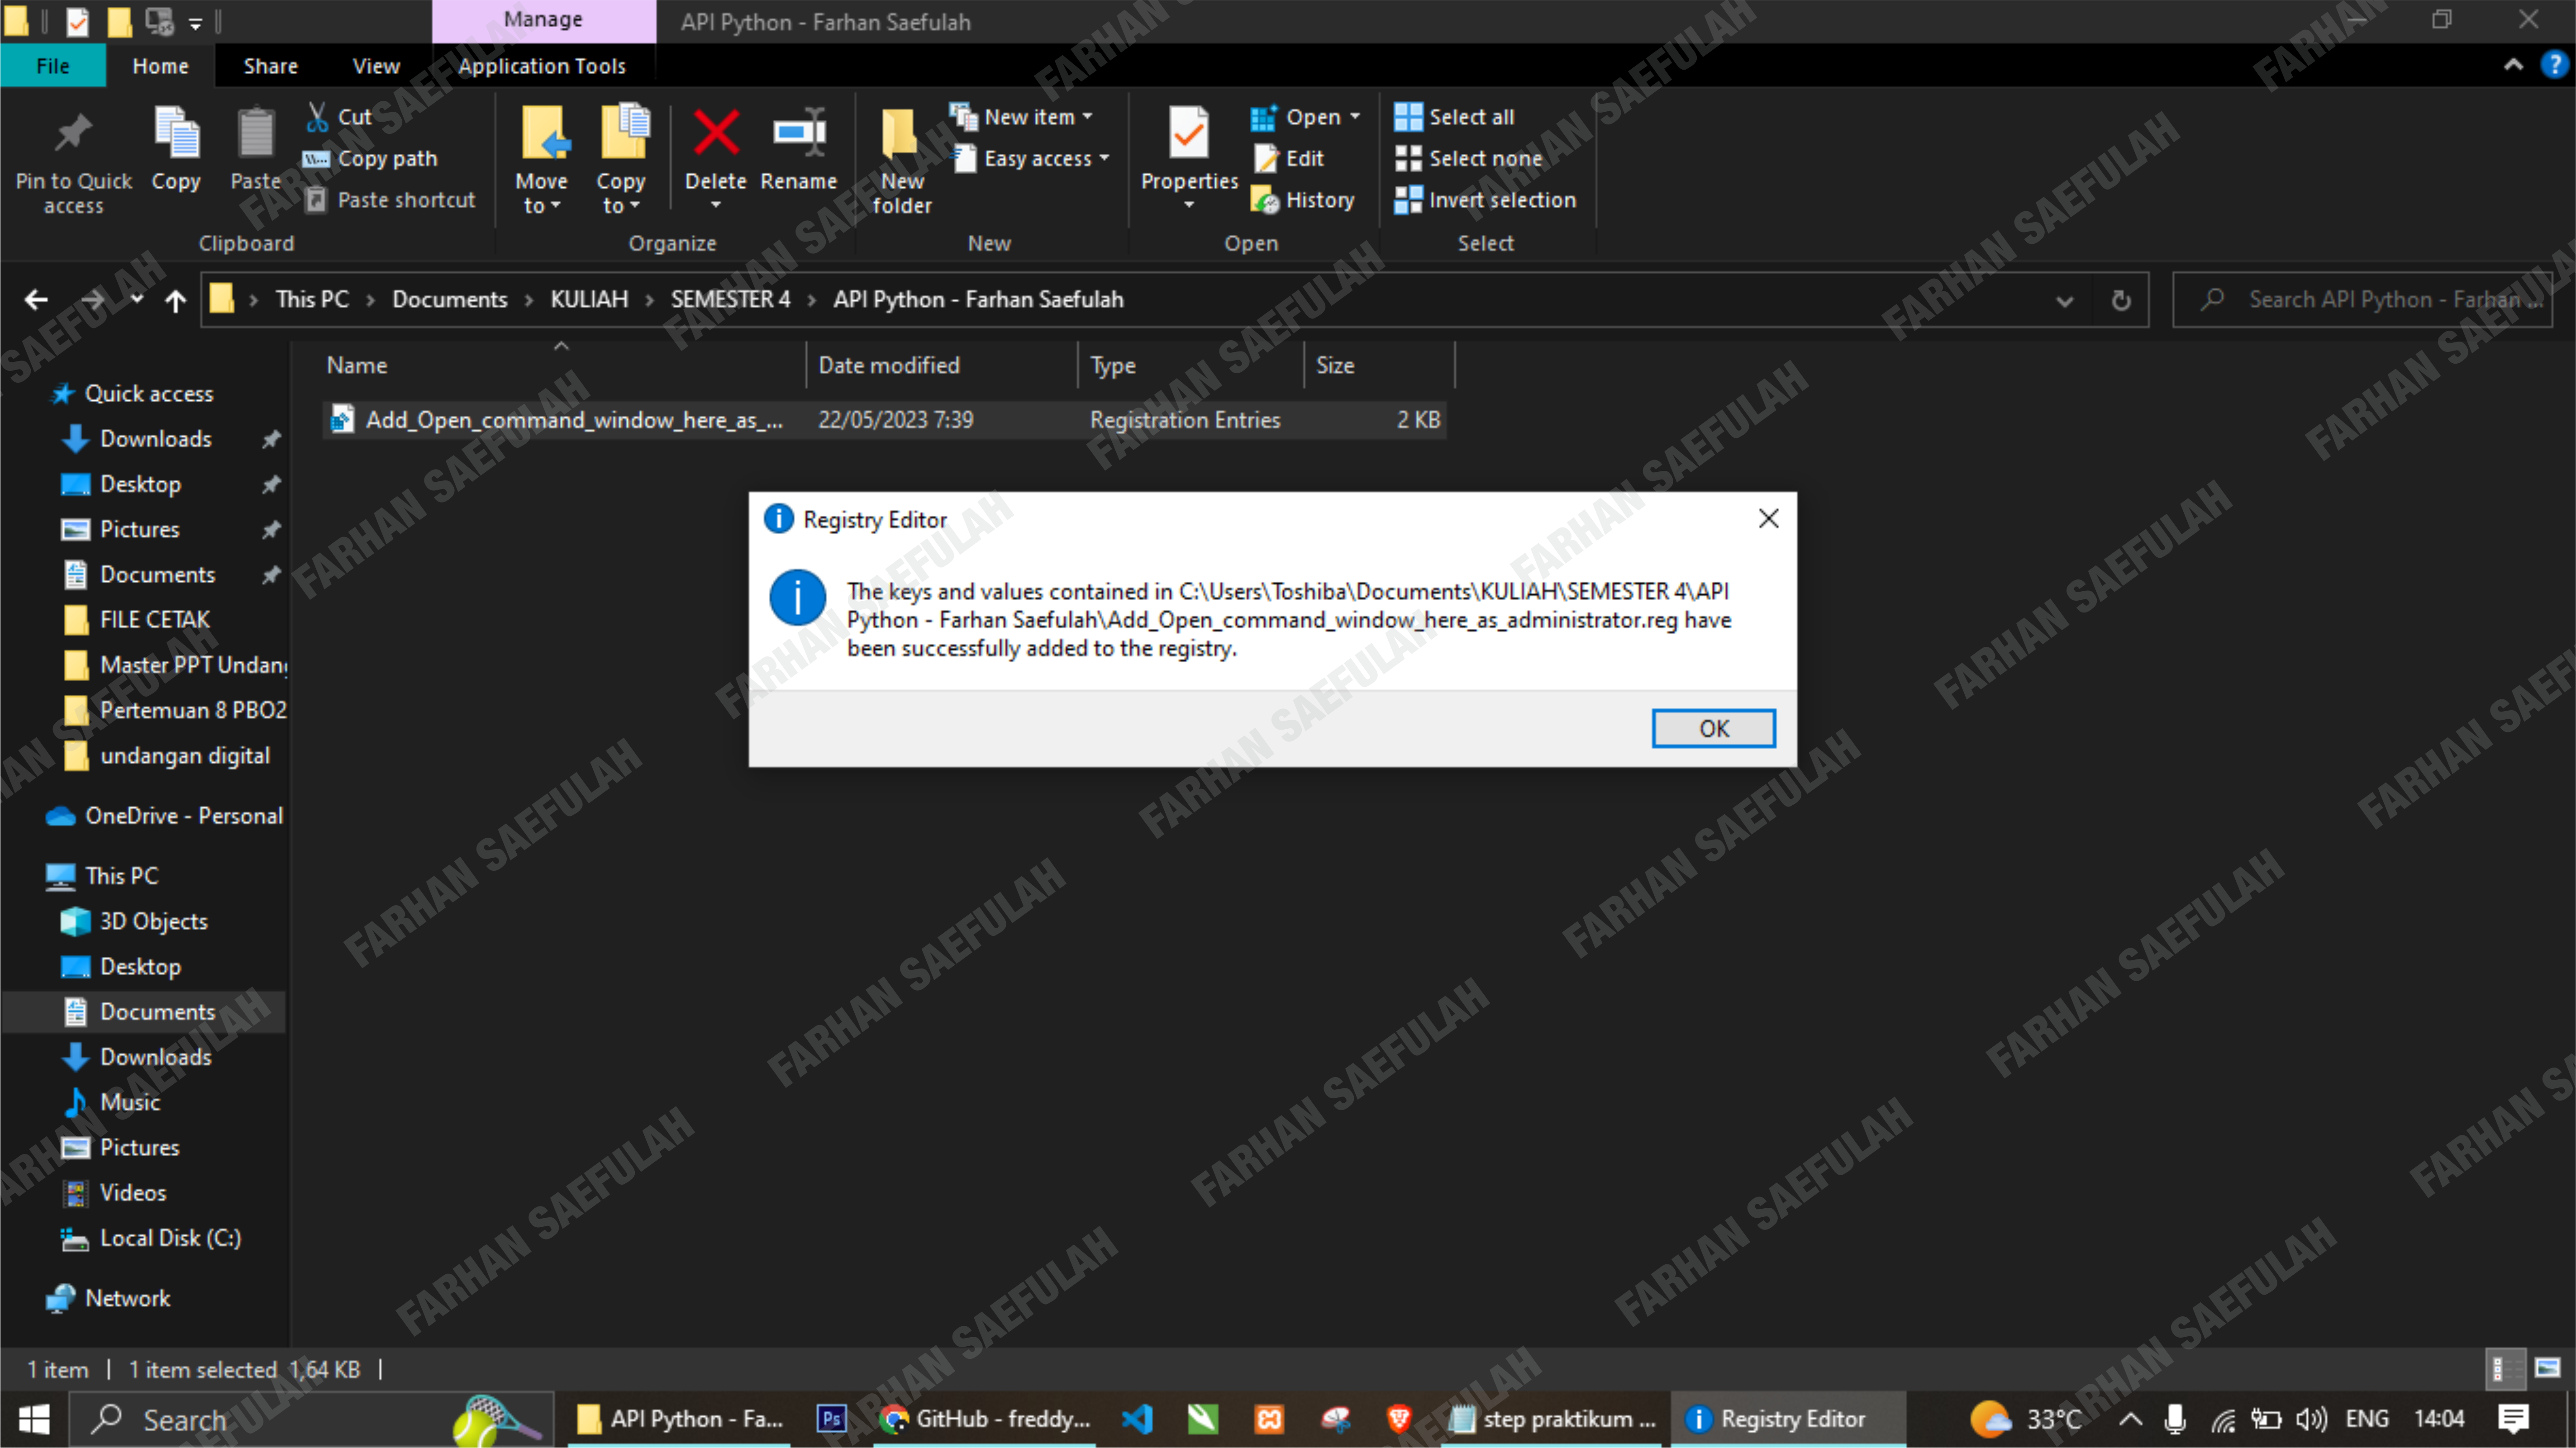 Manage
API Python - Farhan Saefulah
File
Home
Share
View
Application Tools
Pin to Quick access
Copy
Paste
Cut
Copy path
Paste shortcut
Move to
Copy to
Delete
Rename
New folder
New item
Easy access
Properties
Open
Edit
History
Select all
Select none
Invert selection
Clipboard
Organize
New
Open
Select
This PC > Documents > KULIAH > SEMESTER 4 > API Python - Farhan Saefulah
Search API Python - Farhan ...
Name
Date modified
Type
Size
Add_Open_command_window_here_as_...
22/05/2023 7:39
Registration Entries
2 KB
Quick access
Downloads
Desktop
Pictures
Documents
FILE CETAK
Master PPT Undang
Pertemuan 8 PBO2
undangan digital
OneDrive - Personal
This PC
3D Objects
Desktop
Documents
Downloads
Music
Pictures
Videos
Local Disk (C:)
Network
Registry Editor
The keys and values contained in C:\Users\Toshiba\Documents\KULIAH\SEMESTER 4\API
Python - Farhan Saefulah\Add_Open_command_window_here_as_administrator.reg have
been successfully added to the registry.
OK
1 item
1 item selected 1,64 KB
Search
API Python - Fa...
Ps
GitHub - freddy...
step praktikum ...
Registry Editor
33°C
ENG
14:04
FARHAN SAEFULAH